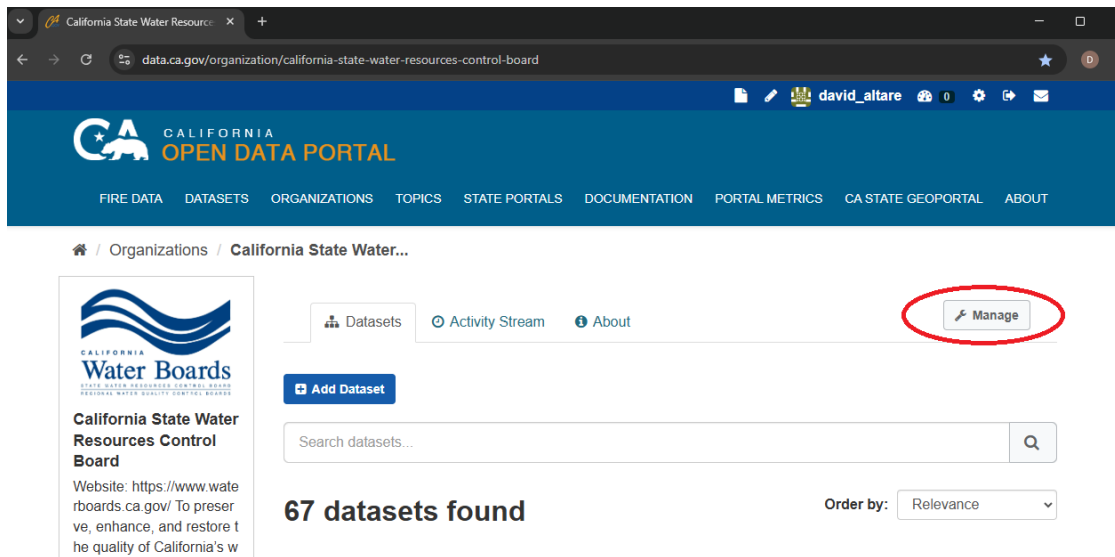 California State Water Resource
data.ca.gov/organization/california-state-water-resources-control-board
D
david_altare 0
CALIFORNIA
OPEN DATA PORTAL
FIRE DATA DATASETS ORGANIZATIONS TOPICS STATE PORTALS DOCUMENTATION PORTAL METRICS CA STATE GEOPORTAL ABOUT
/ Organizations / California State Water...
Datasets Activity Stream About Manage
CALIFORNIA
Water Boards
STATE WATER RESOURCES CONTROL BOARD
REGIONAL WATER QUALITY CONTROL BOARDS
Add Dataset
California State Water
Resources Control
Board
Search datasets...
Website: https://www.wate
rboards.ca.gov/ To preser
ve, enhance, and restore t
he quality of California's w
67 datasets found
Order by: Relevance